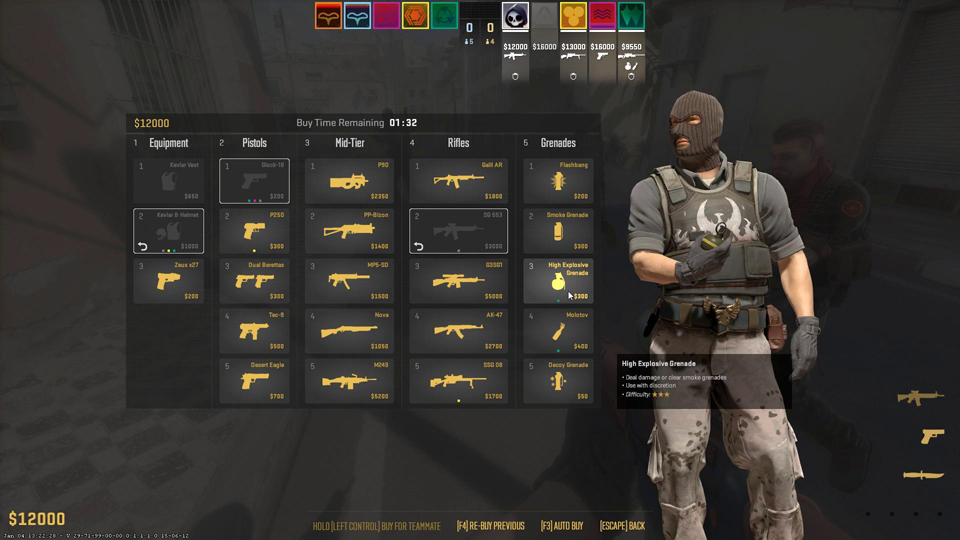 0 0
5 4
$12000 $16000 $13000 $16000 $9550
$12000 Buy Time Remaining 01:32
1 Equipment 2 Pistols 3 Mid-Tier 4 Rifles 5 Grenades
1 Kevlar Vest $650 1 Glock-18 $200 1 P90 $2350 1 Galil AR $1800 1 Flashbang $200
2 Kevlar & Helmet $1000 2 P250 $300 2 PP-Bizon $1400 2 SG 553 $3000 2 Smoke Grenade $300
3 Zeus x27 $200 3 Dual Berettas $300 3 MP5-SD $1500 3 G3SG1 $5000 3 High Explosive Grenade $300
4 Tec-9 $500 4 Nova $1050 4 AK-47 $2700 4 Molotov $400
5 Desert Eagle $700 5 M249 $5200 5 SSG 08 $1700 5 Decoy Grenade $50
High Explosive Grenade
• Deal damage or clear smoke grenades
• Use with discretion
• Difficulty: ★★★
$12000
HOLD [LEFT CONTROL] BUY FOR TEAMMATE [F4] RE-BUY PREVIOUS [F3] AUTO BUY [ESCAPE] BACK